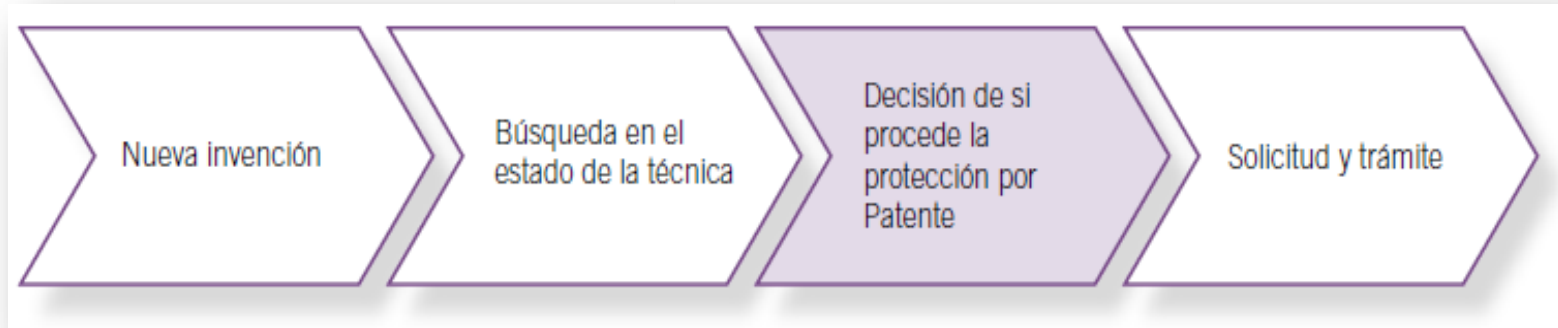 Nueva invención
Búsqueda en el
estado de la técnica
Decisión de si
procede la
protección por
Patente
Solicitud y trámite